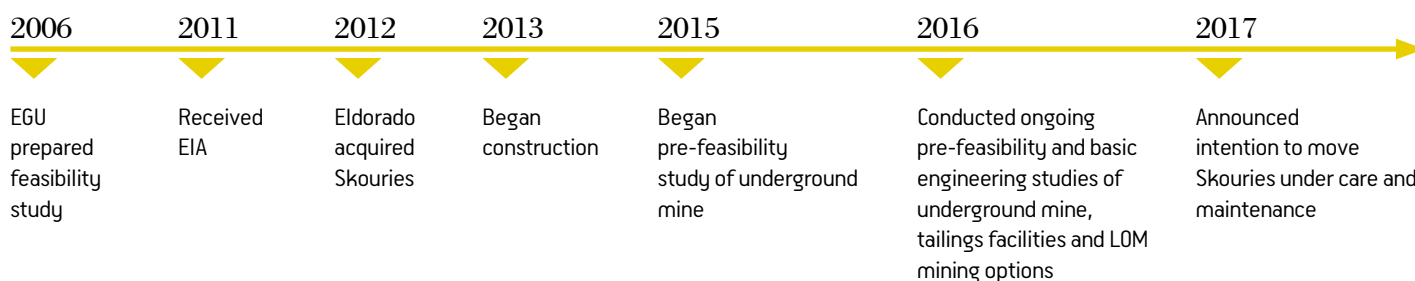 2006
EGU
prepared
feasibility
study
2011
Received
EIA
2012
Eldorado
acquired
Skouries
2013
Began
construction
2015
Began
pre-feasibility
study of underground
mine
2016
Conducted ongoing
pre-feasibility and basic
engineering studies of
underground mine,
tailings facilities and LOM
mining options
2017
Announced
intention to move
Skouries under care and
maintenance